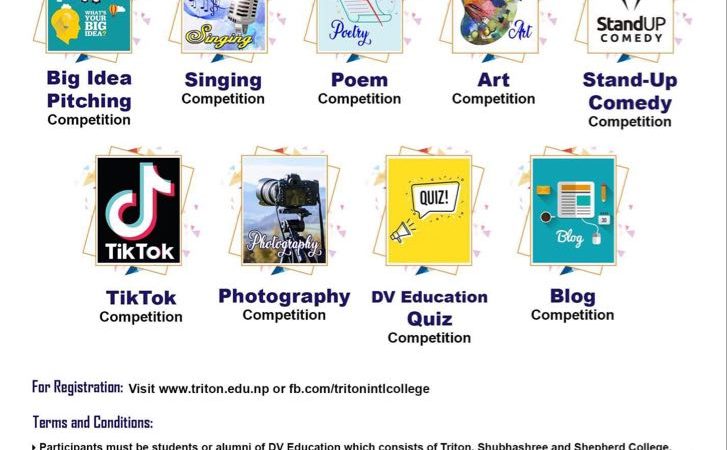 WHAT'S
YOUR
BIG
IDEA?
Singing
Poetry
Art
StandUP
COMEDY
Big Idea
Pitching
Competition
Singing
Competition
Poem
Competition
Art
Competition
Stand-Up
Comedy
Competition
TikTok
Photography
QUIZ!
Blog
TikTok
Competition
Photography
Competition
DV Education
Quiz
Competition
Blog
Competition
For Registration: Visit www.triton.edu.np or fb.com/tritonintlcollege
Terms and Conditions:
Participants must be students or alumni of DV Education which consists of Triton, Shubhashree and Shepherd College.